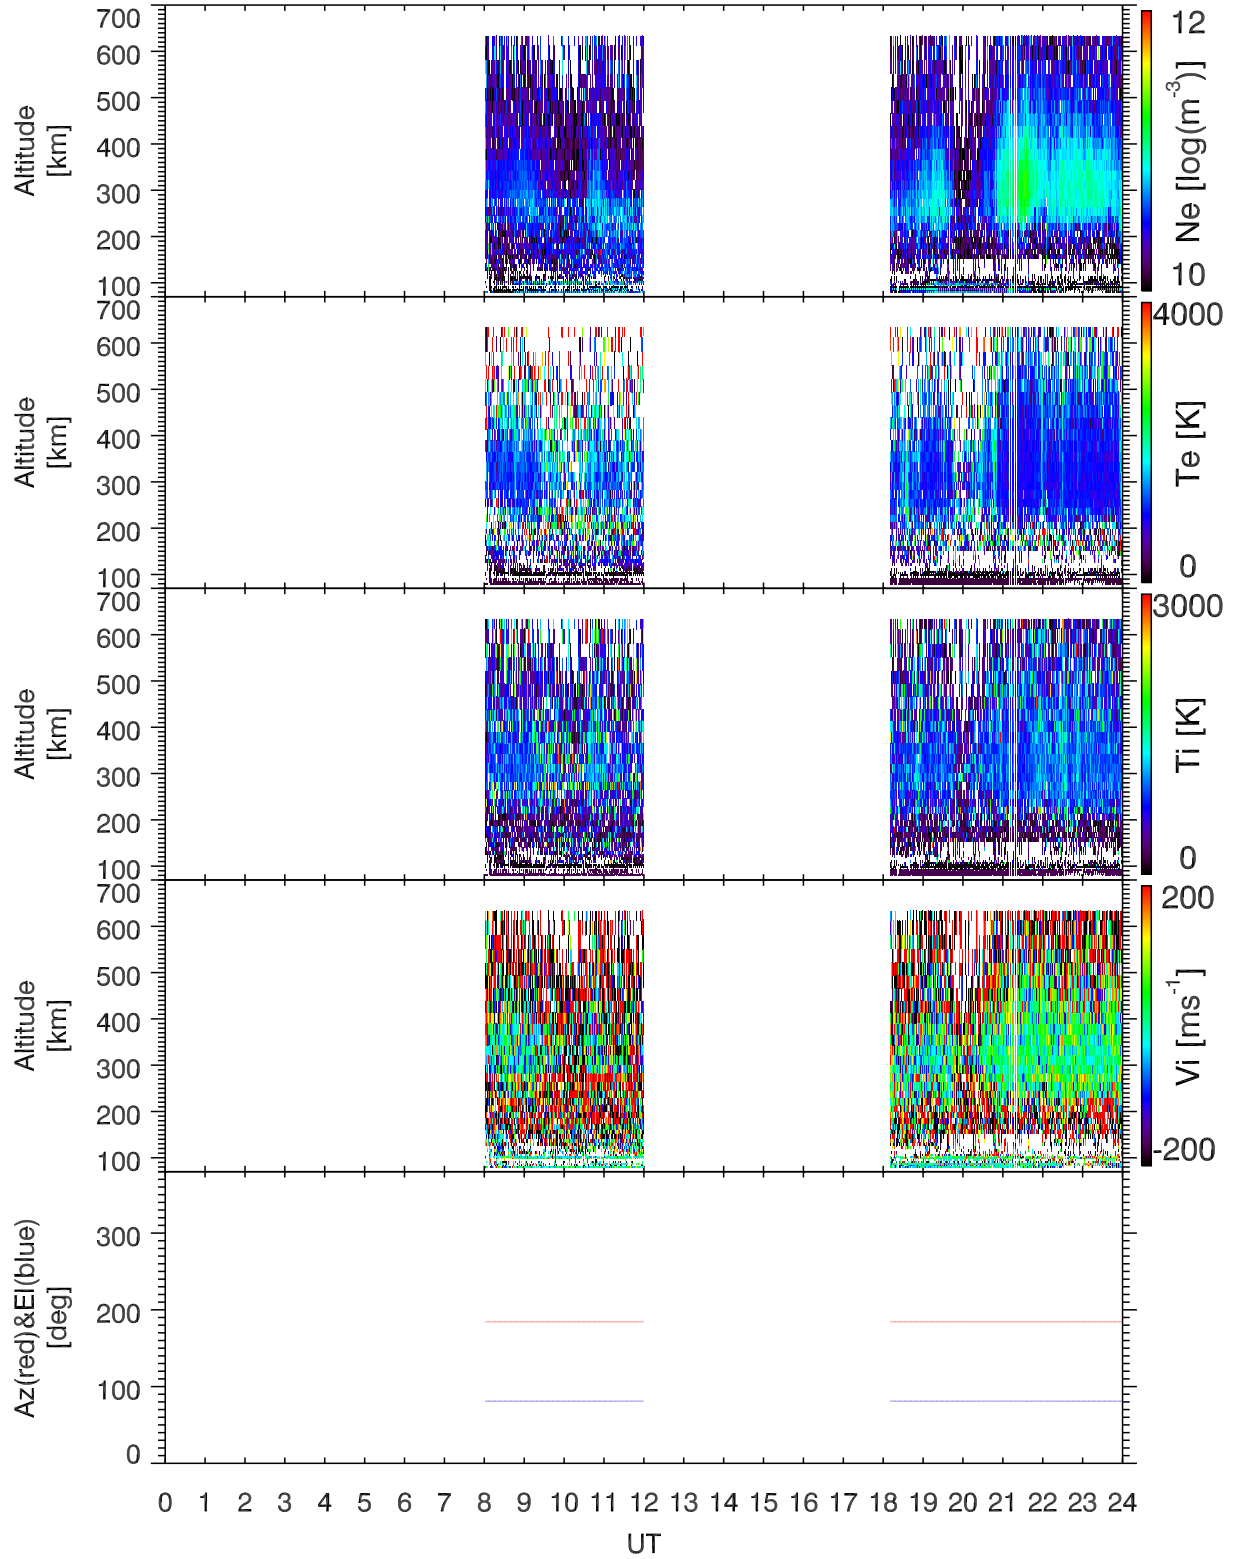 700
600
500
400
300
200
100
Altitude
[km]
12
10
Ne [log(m⁻³)]
700
600
500
400
300
200
100
Altitude
[km]
4000
0
Te [K]
700
600
500
400
300
200
100
Altitude
[km]
3000
0
Ti [K]
700
600
500
400
300
200
100
Altitude
[km]
200
-200
Vi [ms⁻¹]
300
200
100
0
Az(red)&El(blue)
[deg]
0 1 2 3 4 5 6 7 8 9 10 11 12 13 14 15 16 17 18 19 20 21 22 23 24
UT